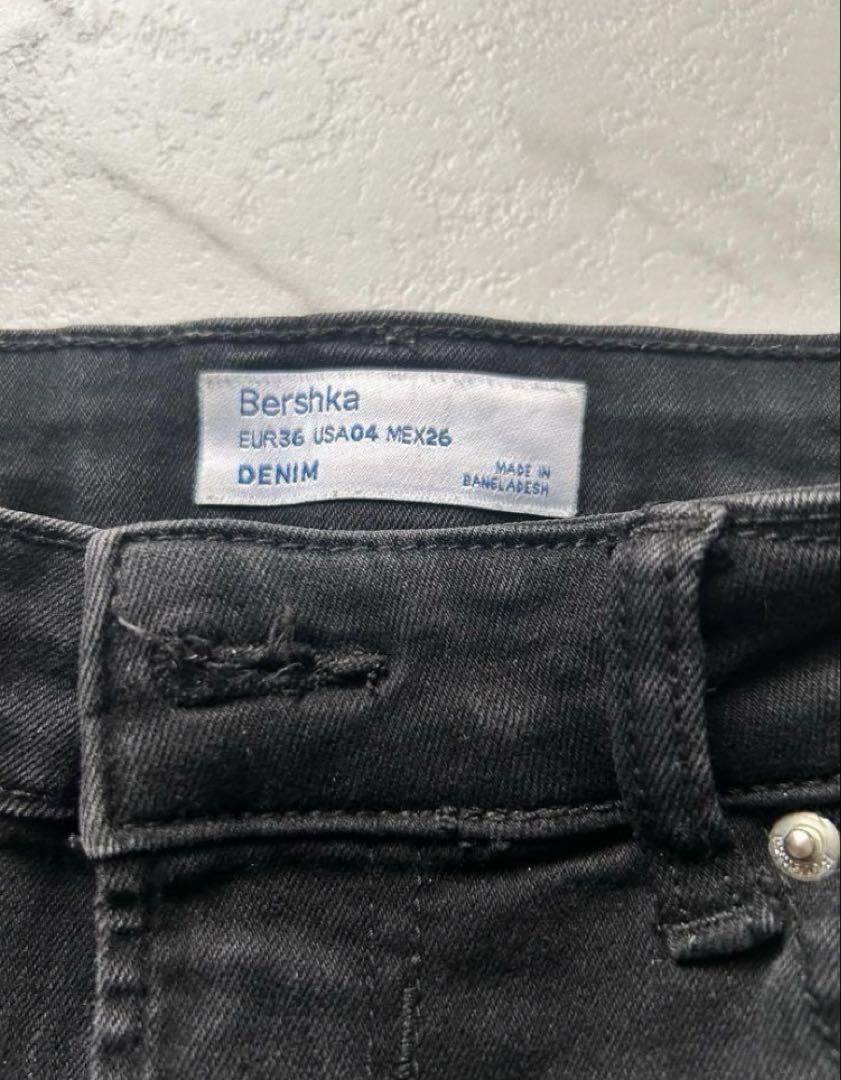 Bershka
EUR36 USA04 MEX26
DENIM
MADE IN
BANGLADESH